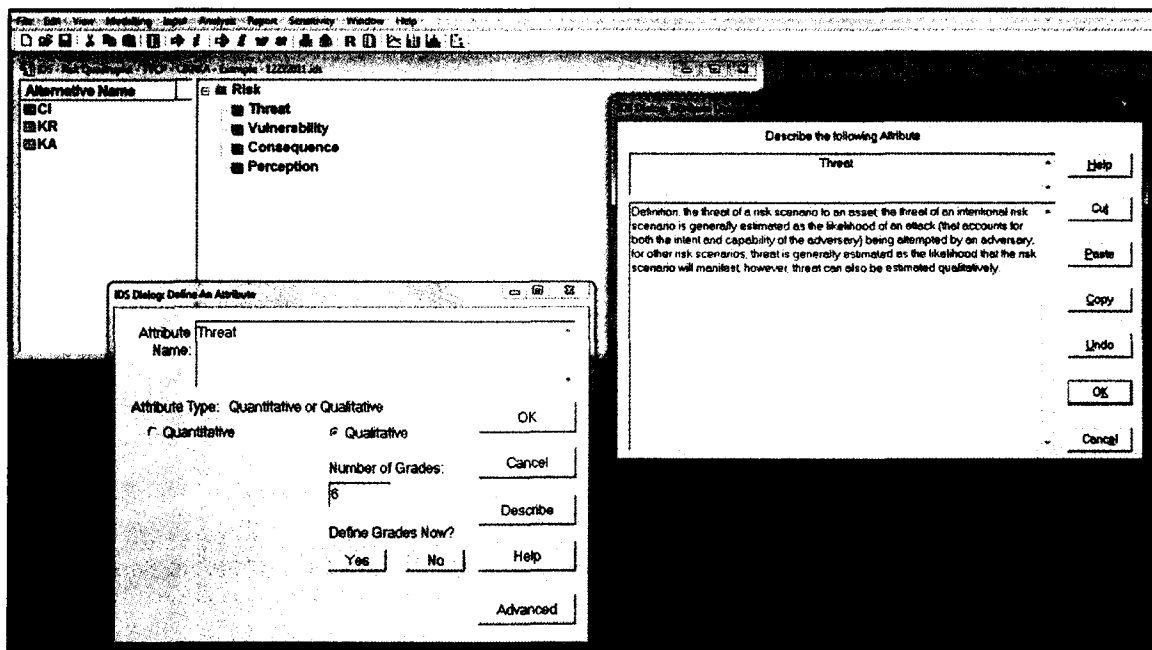 File Edit View Modelling Input Analysis Report Sensitivity Window Help
R
Alternative Name
CI
KR
KA
Risk
Threat
Vulnerability
Consequence
Perception
Describe the following Attribute
Threat
Definition: the threat of a risk scenario to an asset; the threat of an intentional risk
scenario is generally estimated as the likelihood of an attack (that accounts for
both the intent and capability of the adversary) being attempted by an adversary;
for other risk scenarios, threat is generally estimated as the likelihood that the risk
scenario will manifest; however, threat can also be estimated qualitatively.
Help
Cut
Paste
Copy
Undo
OK
Cancel
IDS Dialog: Define An Attribute
Attribute Name:
Threat
Attribute Type: Quantitative or Qualitative
Quantitative
Qualitative
Number of Grades:
6
Define Grades Now?
Yes
No
OK
Cancel
Describe
Help
Advanced